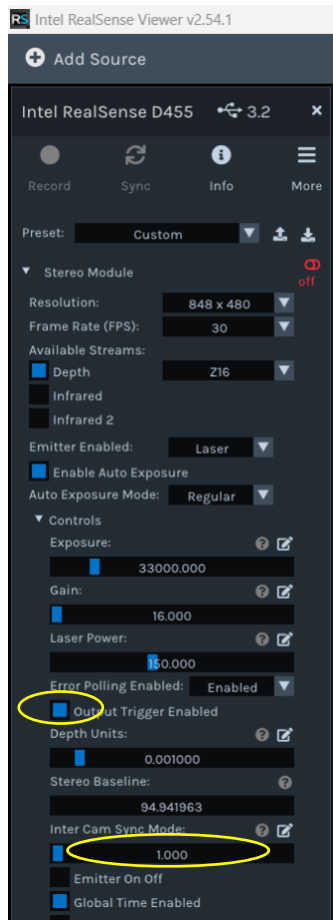 RS Intel RealSense Viewer v2.54.1
Add Source
Intel RealSense D455 3.2 ×
Record Sync Info More
Preset: Custom
Stereo Module off
Resolution: 848 x 480
Frame Rate (FPS): 30
Available Streams:
Depth Z16
Infrared
Infrared 2
Emitter Enabled: Laser
Enable Auto Exposure
Auto Exposure Mode: Regular
Controls
Exposure:
33000.000
Gain:
16.000
Laser Power:
150.000
Error Polling Enabled: Enabled
Output Trigger Enabled
Depth Units:
0.001000
Stereo Baseline:
94.941963
Inter Cam Sync Mode:
1.000
Emitter On Off
Global Time Enabled